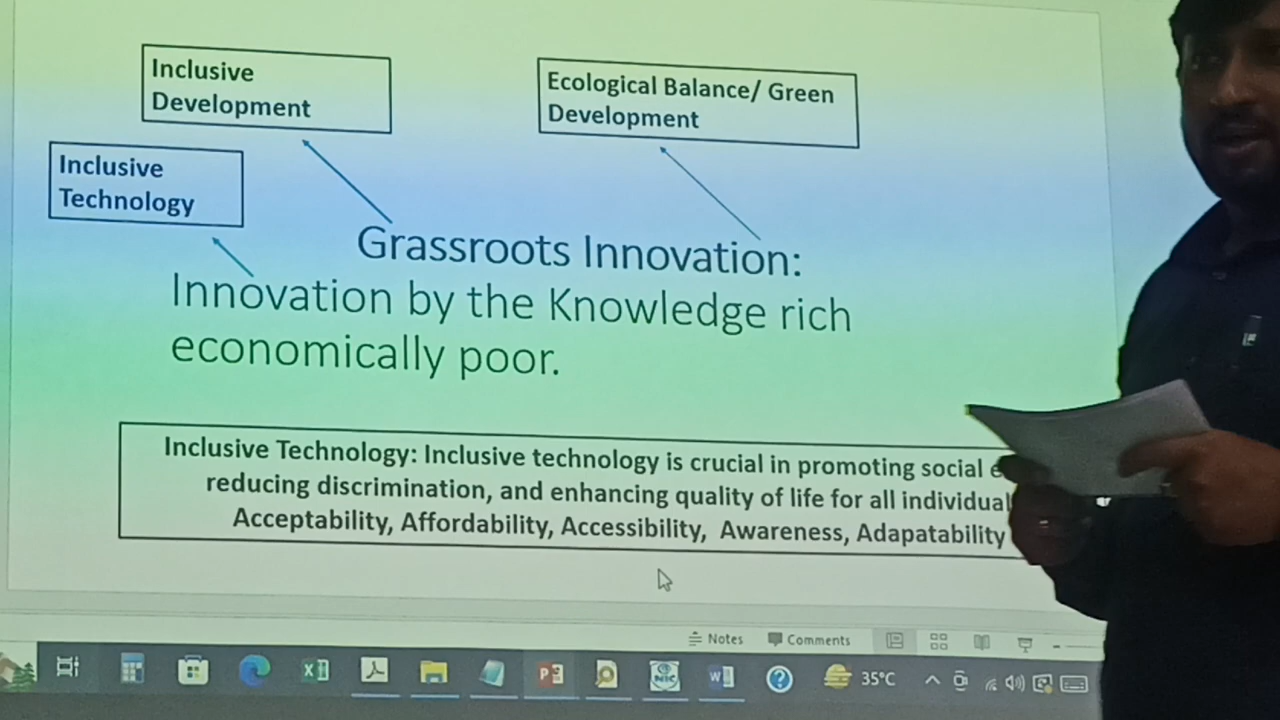 Inclusive
Development
Ecological Balance/ Green
Development
Inclusive
Technology
Grassroots Innovation:
Innovation by the Knowledge rich
economically poor.
Inclusive Technology: Inclusive technology is crucial in promoting social
reducing discrimination, and enhancing quality of life for all individual
Acceptability, Affordability, Accessibility, Awareness, Adapatability
Notes
Comments
35°C